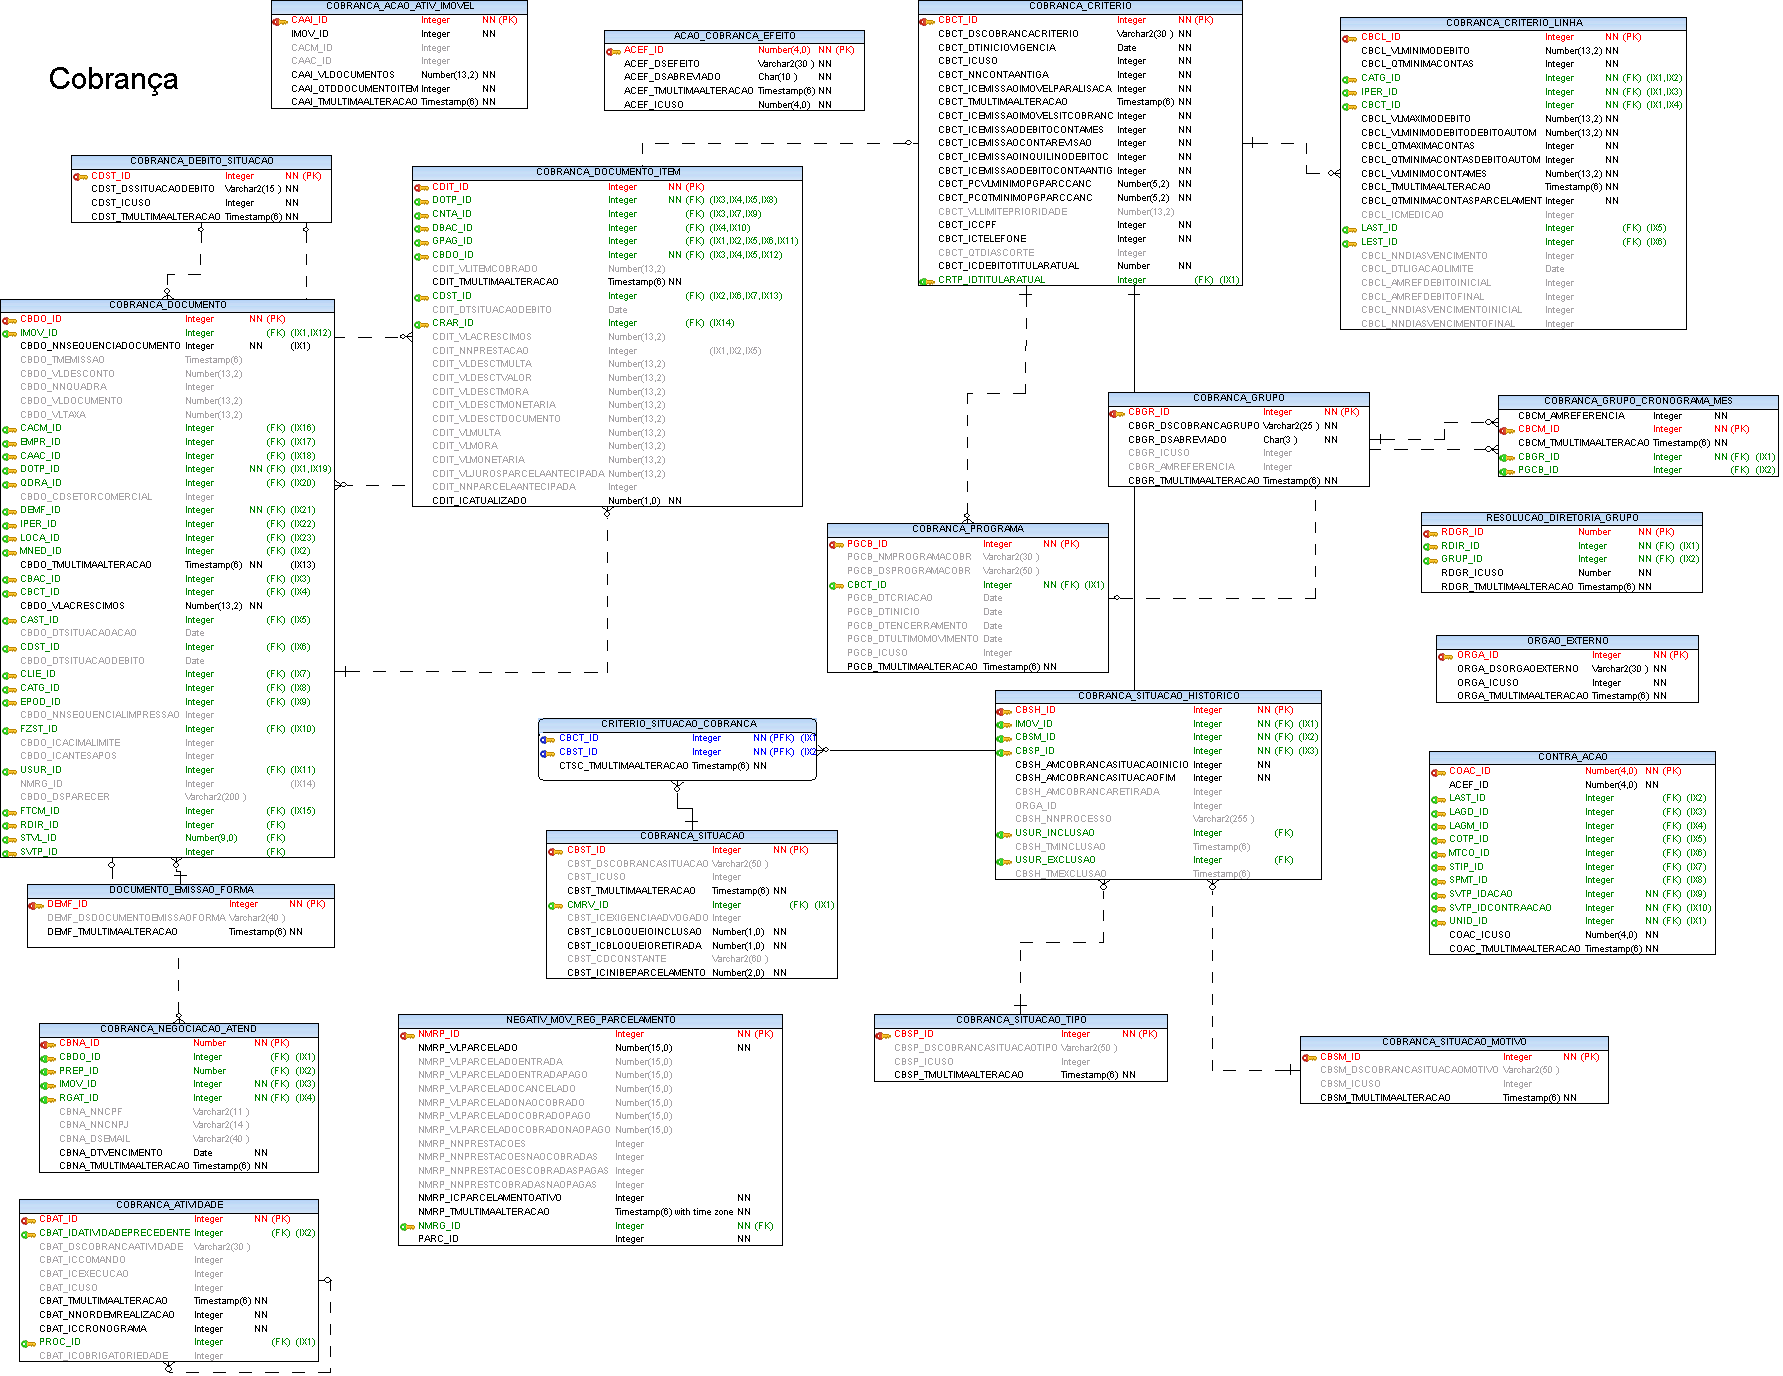 Cobrança
COBRANCA_ACAO_ATIV_IMOVEL
CAAI_ID Integer NN (PK)
IMOV_ID Integer NN
CACM_ID Integer
CAAC_ID Integer
CAAI_VLDOCUMENTOS Number(13,2) NN
CAAI_QTDDOCUMENTOITEM Integer NN
CAAI_TMULTIMAALTERACAO Timestamp(6) NN
ACAO_COBRANCA_EFEITO
ACEF_ID Number(4,0) NN (PK)
ACEF_DSEFEITO Varchar2(30 ) NN
ACEF_DSABREVIADO Char(10 ) NN
ACEF_TMULTIMAALTERACAO Timestamp(6) NN
ACEF_ICUSO Number(4,0) NN
COBRANCA_CRITERIO
CBCT_ID Integer NN (PK)
CBCT_DSCOBRANCACRITERIO Varchar2(30 ) NN
CBCT_DTINICIOVIGENCIA Date NN
CBCT_ICUSO Integer NN
CBCT_NNCONTAANTIGA Integer NN
CBCT_ICEMISSAOIMOVELPARALISACA Integer NN
CBCT_TMULTIMAALTERACAO Timestamp(6) NN
CBCT_ICEMISSAOIMOVELSITCOBRANC Integer NN
CBCT_ICEMISSAODEBITOCONTAMES Integer NN
CBCT_ICEMISSAOCONTAREVISAO Integer NN
CBCT_ICEMISSAOINQUILINODEBITOC Integer NN
CBCT_ICEMISSAODEBITOCONTAANTIG Integer NN
CBCT_PCVLMINIMOPGPARCCANC Number(5,2) NN
CBCT_PCQTMINIMOPGPARCCANC Number(5,2) NN
CBCT_VLLIMITEPRIORIDADE Number(13,2)
CBCT_ICCPF Integer NN
CBCT_ICTELEFONE Integer NN
CBCT_QTDIASCORTE Integer
CBCT_ICDEBITOTITULARATUAL Number NN
CRTP_IDTITULARATUAL Integer (FK) (IX1)
COBRANCA_CRITERIO_LINHA
CBCL_ID Integer NN (PK)
CBCL_VLMINIMODEBITO Number(13,2) NN
CBCL_QTMINIMACONTAS Integer NN
CATG_ID Integer NN (FK) (IX1,IX2)
IPER_ID Integer NN (FK) (IX1,IX3)
CBCT_ID Integer NN (FK) (IX1,IX4)
CBCL_VLMAXIMODEBITO Number(13,2) NN
CBCL_VLMINIMODEBITODEBITOAUTOM Number(13,2) NN
CBCL_QTMAXIMACONTAS Integer NN
CBCL_QTMINIMACONTASDEBITOAUTOM Integer NN
CBCL_VLMINIMOCONTAMES Number(13,2) NN
CBCL_TMULTIMAALTERACAO Timestamp(6) NN
CBCL_QTMINIMACONTASPARCELAMENT Integer NN
CBCL_ICMEDICAO Integer
LAST_ID Integer (FK) (IX5)
LEST_ID Integer (FK) (IX6)
CBCL_NNDIASVENCIMENTO Integer
CBCL_DTLIGACAOLIMITE Date
CBCL_AMREFDEBITOINICIAL Integer
CBCL_AMREFDEBITOFINAL Integer
CBCL_NNDIASVENCIMENTOINICIAL Integer
CBCL_NNDIASVENCIMENTOFINAL Integer
COBRANCA_DEBITO_SITUACAO
CDST_ID Integer NN (PK)
CDST_DSSITUACAODEBITO Varchar2(15 ) NN
CDST_ICUSO Integer NN
CDST_TMULTIMAALTERACAO Timestamp(6) NN
COBRANCA_DOCUMENTO_ITEM
CDIT_ID Integer NN (PK)
DOTP_ID Integer NN (FK) (IX3,IX4,IX5,IX8)
CNTA_ID Integer (FK) (IX3,IX7,IX9)
DBAC_ID Integer (FK) (IX4,IX10)
GPAG_ID Integer (FK) (IX1,IX2,IX5,IX6,IX11)
CBDO_ID Integer NN (FK) (IX3,IX4,IX5,IX12)
CDIT_VLITEMCOBRADO Number(13,2)
CDIT_TMULTIMAALTERACAO Timestamp(6) NN
CDST_ID Integer (FK) (IX2,IX6,IX7,IX13)
CDIT_DTSITUACAODEBITO Date
CRAR_ID Integer (FK) (IX14)
CDIT_VLACRESCIMOS Number(13,2)
CDIT_NNPRESTACAO Integer (IX1,IX2,IX5)
CDIT_VLDESCTMULTA Number(13,2)
CDIT_VLDESCTVALOR Number(13,2)
CDIT_VLDESCTMORA Number(13,2)
CDIT_VLDESCTMONETARIA Number(13,2)
CDIT_VLDESCTDOCUMENTO Number(13,2)
CDIT_VLMULTA Number(13,2)
CDIT_VLMORA Number(13,2)
CDIT_VLMONETARIA Number(13,2)
CDIT_VLJUROSPARCELAANTECIPADA Number(13,2)
CDIT_NNPARCELAANTECIPADA Integer
CDIT_ICATUALIZADO Number(1,0) NN
COBRANCA_DOCUMENTO
CBDO_ID Integer NN (PK)
IMOV_ID Integer (FK) (IX1,IX12)
CBDO_NNSEQUENCIADOCUMENTO Integer NN (IX1)
CBDO_TMEMISSAO Timestamp(6)
CBDO_VLDESCONTO Number(13,2)
CBDO_NNQUADRA Integer
CBDO_VLDOCUMENTO Number(13,2)
CBDO_VLTAXA Number(13,2)
CACM_ID Integer (FK) (IX16)
EMPR_ID Integer (FK) (IX17)
CAAC_ID Integer (FK) (IX18)
DOTP_ID Integer NN (FK) (IX1,IX19)
QDRA_ID Integer (FK) (IX20)
CBDO_CDSETORCOMERCIAL Integer
DEMF_ID Integer NN (FK) (IX21)
IPER_ID Integer (FK) (IX22)
LOCA_ID Integer (FK) (IX23)
MNED_ID Integer (FK) (IX2)
CBDO_TMULTIMAALTERACAO Timestamp(6) NN (IX13)
CBAC_ID Integer (FK) (IX3)
CBCT_ID Integer (FK) (IX4)
CBDO_VLACRESCIMOS Number(13,2) NN
CAST_ID Integer (FK) (IX5)
CBDO_DTSITUACAOACAO Date
CDST_ID Integer (FK) (IX6)
CBDO_DTSITUACAODEBITO Date
CLIE_ID Integer (FK) (IX7)
CATG_ID Integer (FK) (IX8)
EPOD_ID Integer (FK) (IX9)
CBDO_NNSEQUENCIALIMPRESSAO Integer
FZST_ID Integer (FK) (IX10)
CBDO_ICACIMALIMITE Integer
CBDO_ICANTESAPOS Integer
USUR_ID Integer (FK) (IX11)
NMRG_ID Integer (IX14)
CBDO_DSPARECER Varchar2(200 )
FTCM_ID Integer (FK) (IX15)
RDIR_ID Integer (FK)
STVL_ID Number(9,0) (FK)
SVTP_ID Integer (FK)
COBRANCA_GRUPO
CBGR_ID Integer NN (PK)
CBGR_DSCOBRANCAGRUPO Varchar2(25 ) NN
CBGR_DSABREVIADO Char(3 ) NN
CBGR_ICUSO Integer
CBGR_AMREFERENCIA Integer
CBGR_TMULTIMAALTERACAO Timestamp(6) NN
COBRANCA_GRUPO_CRONOGRAMA_MES
CBCM_AMREFERENCIA Integer NN
CBCM_ID Integer NN (PK)
CBCM_TMULTIMAALTERACAO Timestamp(6) NN
CBGR_ID Integer NN (FK) (IX1)
PGCB_ID Integer (FK) (IX2)
COBRANCA_PROGRAMA
PGCB_ID Integer NN (PK)
PGCB_NMPROGRAMACOBR Varchar2(30 )
PGCB_DSPROGRAMACOBR Varchar2(50 )
CBCT_ID Integer NN (FK) (IX1)
PGCB_DTCRIACAO Date
PGCB_DTINICIO Date
PGCB_DTENCERRAMENTO Date
PGCB_DTULTIMOMOVIMENTO Date
PGCB_ICUSO Integer
PGCB_TMULTIMAALTERACAO Timestamp(6) NN
RESOLUCAO_DIRETORIA_GRUPO
RDGR_ID Number NN (PK)
RDIR_ID Integer NN (FK) (IX1)
GRUP_ID Integer NN (FK) (IX2)
RDGR_ICUSO Number NN
RDGR_TMULTIMAALTERACAO Timestamp(6) NN
ORGAO_EXTERNO
ORGA_ID Integer NN (PK)
ORGA_DSORGAOEXTERNO Varchar2(30 ) NN
ORGA_ICUSO Integer NN
ORGA_TMULTIMAALTERACAO Timestamp(6) NN
COBRANCA_SITUACAO_HISTORICO
CBSH_ID Integer NN (PK)
IMOV_ID Integer NN (FK) (IX1)
CBSM_ID Integer NN (FK) (IX2)
CBSP_ID Integer NN (FK) (IX3)
CBSH_AMCOBRANCASITUACAOINICIO Integer NN
CBSH_AMCOBRANCASITUACAOFIM Integer NN
CBSH_AMCOBRANCARETIRADA Integer
ORGA_ID Integer
CBSH_NNPROCESSO Varchar2(255 )
USUR_INCLUSAO Integer (FK)
CBSH_TMINCLUSAO Timestamp(6)
USUR_EXCLUSAO Integer (FK)
CBSH_TMEXCLUSAO Timestamp(6)
CRITERIO_SITUACAO_COBRANCA
CBCT_ID Integer NN (PFK) (IX1
CBST_ID Integer NN (PFK) (IX2
CTSC_TMULTIMAALTERACAO Timestamp(6) NN
CONTRA_ACAO
COAC_ID Number(4,0) NN (PK)
ACEF_ID Number(4,0) NN
LAST_ID Integer (FK) (IX2)
LAGD_ID Integer (FK) (IX3)
LAGM_ID Integer (FK) (IX4)
COTP_ID Integer (FK) (IX5)
MTCO_ID Integer (FK) (IX6)
STIP_ID Integer (FK) (IX7)
SPMT_ID Integer (FK) (IX8)
SVTP_IDACAO Integer NN (FK) (IX9)
SVTP_IDCONTRAACAO Integer NN (FK) (IX10)
UNID_ID Integer NN (FK) (IX1)
COAC_ICUSO Number(4,0) NN
COAC_TMULTIMAALTERACAO Timestamp(6) NN
COBRANCA_SITUACAO
CBST_ID Integer NN (PK)
CBST_DSCOBRANCASITUACAO Varchar2(50 )
CBST_ICUSO Integer
CBST_TMULTIMAALTERACAO Timestamp(6) NN
CMRV_ID Integer (FK) (IX1)
CBST_ICEXIGENCIAADVOGADO Integer
CBST_ICBLOQUEIOINCLUSAO Number(1,0) NN
CBST_ICBLOQUEIORETIRADA Number(1,0) NN
CBST_CDCONSTANTE Varchar2(60 )
CBST_ICINIBEPARCELAMENTO Number(2,0) NN
DOCUMENTO_EMISSAO_FORMA
DEMF_ID Integer NN (PK)
DEMF_DSDOCUMENTOEMISSAOFORMA Varchar2(40 )
DEMF_TMULTIMAALTERACAO Timestamp(6) NN
COBRANCA_NEGOCIACAO_ATEND
CBNA_ID Number NN (PK)
CBDO_ID Integer (FK) (IX1)
PREP_ID Number (FK) (IX2)
IMOV_ID Integer NN (FK) (IX3)
RGAT_ID Integer NN (FK) (IX4)
CBNA_NNCPF Varchar2(11 )
CBNA_NNCNPJ Varchar2(14 )
CBNA_DSEMAIL Varchar2(40 )
CBNA_DTVENCIMENTO Date NN
CBNA_TMULTIMAALTERACAO Timestamp(6) NN
NEGATIV_MOV_REG_PARCELAMENTO
NMRP_ID Integer NN (PK)
NMRP_VLPARCELADO Number(15,0) NN
NMRP_VLPARCELADOENTRADA Number(15,0)
NMRP_VLPARCELADOENTRADAPAGO Number(15,0)
NMRP_VLPARCELADOCANCELADO Number(15,0)
NMRP_VLPARCELADONAOCOBRADO Number(15,0)
NMRP_VLPARCELADOCOBRADOPAGO Number(15,0)
NMRP_VLPARCELADOCOBRADONAOPAGO Number(15,0)
NMRP_NNPRESTACOES Integer
NMRP_NNPRESTACOESNAOCOBRADAS Integer
NMRP_NNPRESTACOESCOBRADASPAGAS Integer
NMRP_NNPRESTCOBRADASNAOPAGAS Integer
NMRP_ICPARCELAMENTOATIVO Integer NN
NMRP_TMULTIMAALTERACAO Timestamp(6) with time zone NN
NMRG_ID Integer NN (FK)
PARC_ID Integer NN
COBRANCA_SITUACAO_TIPO
CBSP_ID Integer NN (PK)
CBSP_DSCOBRANCASITUACAOTIPO Varchar2(50 )
CBSP_ICUSO Integer
CBSP_TMULTIMAALTERACAO Timestamp(6) NN
COBRANCA_SITUACAO_MOTIVO
CBSM_ID Integer NN (PK)
CBSM_DSCOBRANCASITUACAOMOTIVO Varchar2(50 )
CBSM_ICUSO Integer
CBSM_TMULTIMAALTERACAO Timestamp(6) NN
COBRANCA_ATIVIDADE
CBAT_ID Integer NN (PK)
CBAT_IDATIVIDADEPRECEDENTE Integer (FK) (IX2)
CBAT_DSCOBRANCAATIVIDADE Varchar2(30 )
CBAT_ICCOMANDO Integer
CBAT_ICEXECUCAO Integer
CBAT_ICUSO Integer
CBAT_TMULTIMAALTERACAO Timestamp(6) NN
CBAT_NNORDEMREALIZACAO Integer NN
CBAT_ICCRONOGRAMA Integer NN
PROC_ID Integer (FK) (IX1)
CBAT_ICOBRIGATORIEDADE Integer